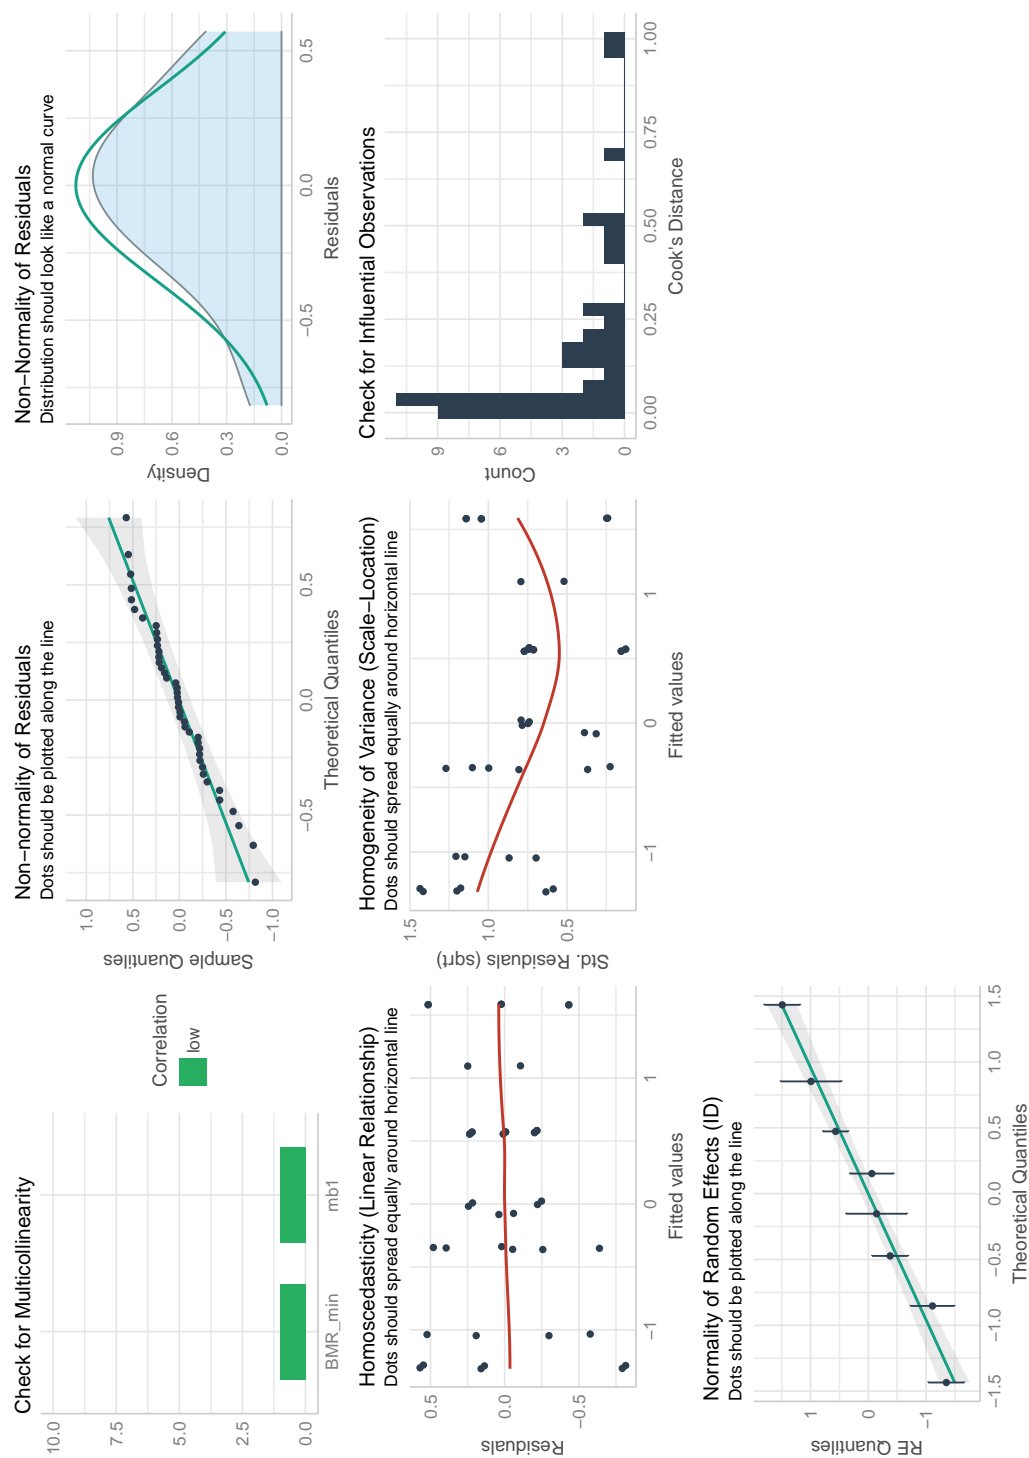 Check for Multicollinearity
10.0
7.5
5.0
2.5
0.0
BMR_min
mb1
Correlation
low
Non−normality of Residuals
Dots should be plotted along the line
Sample Quantiles
1.0
0.5
0.0
−0.5
−1.0
−0.5
0.0
0.5
Theoretical Quantiles
Non−Normality of Residuals
Distribution should look like a normal curve
Density
0.9
0.6
0.3
0.0
−0.5
0.0
0.5
Residuals
Homoscedasticity (Linear Relationship)
Dots should spread equally around horizontal line
Residuals
0.5
0.0
−0.5
−1
0
1
Fitted values
Homogeneity of Variance (Scale−Location)
Dots should spread equally around horizontal line
Std. Residuals (sqrt)
1.5
1.0
0.5
−1
0
1
Fitted values
Check for Influential Observations
Count
9
6
3
0
0.00
0.25
0.50
0.75
1.00
Cook's Distance
Normality of Random Effects (ID)
Dots should be plotted along the line
RE Quantiles
1
0
−1
−1.5
−1.0
−0.5
0.0
0.5
1.0
1.5
Theoretical Quantiles